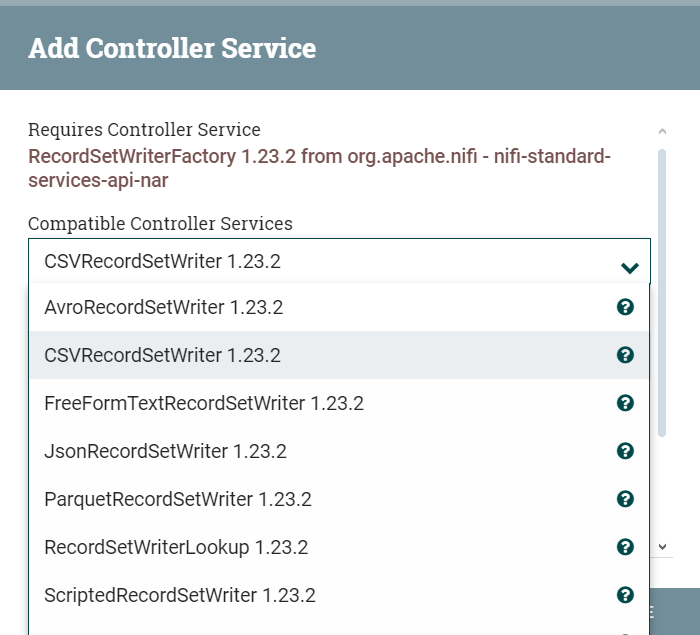 Add Controller Service
Requires Controller Service
RecordSetWriterFactory 1.23.2 from org.apache.nifi - nifi-standard-
services-api-nar
Compatible Controller Services
CSVRecordSetWriter 1.23.2
AvroRecordSetWriter 1.23.2
CSVRecordSetWriter 1.23.2
FreeFormTextRecordSetWriter 1.23.2
JsonRecordSetWriter 1.23.2
ParquetRecordSetWriter 1.23.2
RecordSetWriterLookup 1.23.2
ScriptedRecordSetWriter 1.23.2